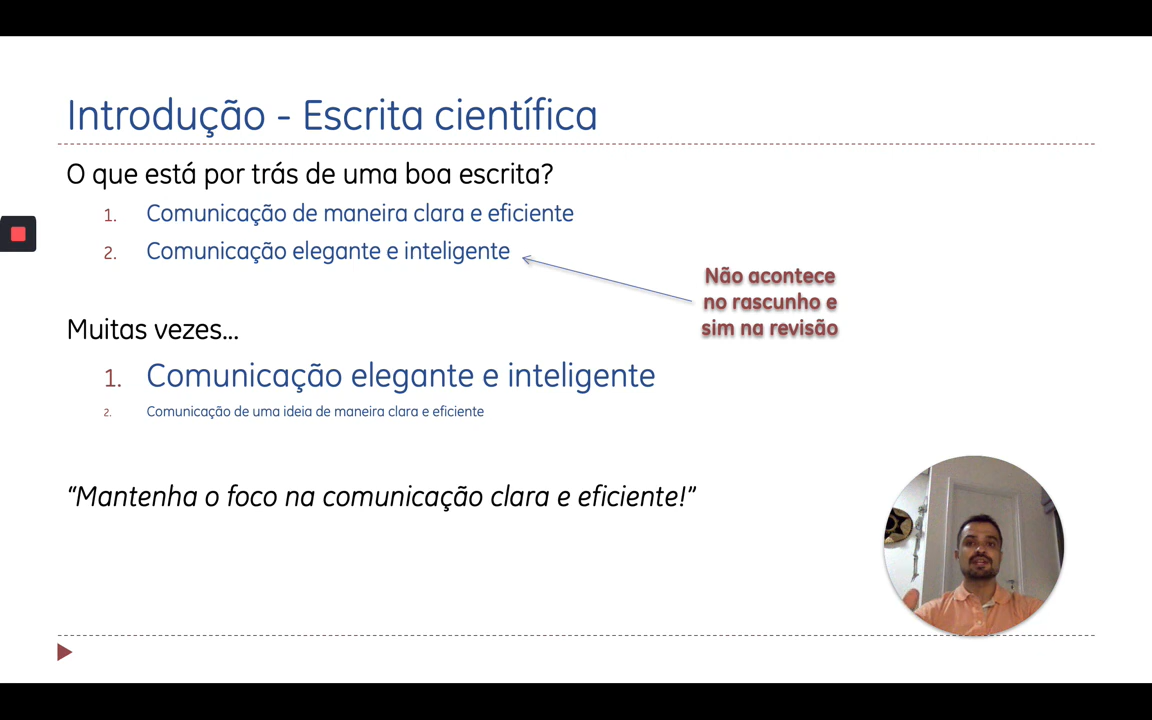 Introdução - Escrita científica
O que está por trás de uma boa escrita?
1. Comunicação de maneira clara e eficiente
2. Comunicação elegante e inteligente
Não acontece
no rascunho e
sim na revisão
Muitas vezes...
1. Comunicação elegante e inteligente
2. Comunicação de uma ideia de maneira clara e eficiente
“Mantenha o foco na comunicação clara e eficiente!”